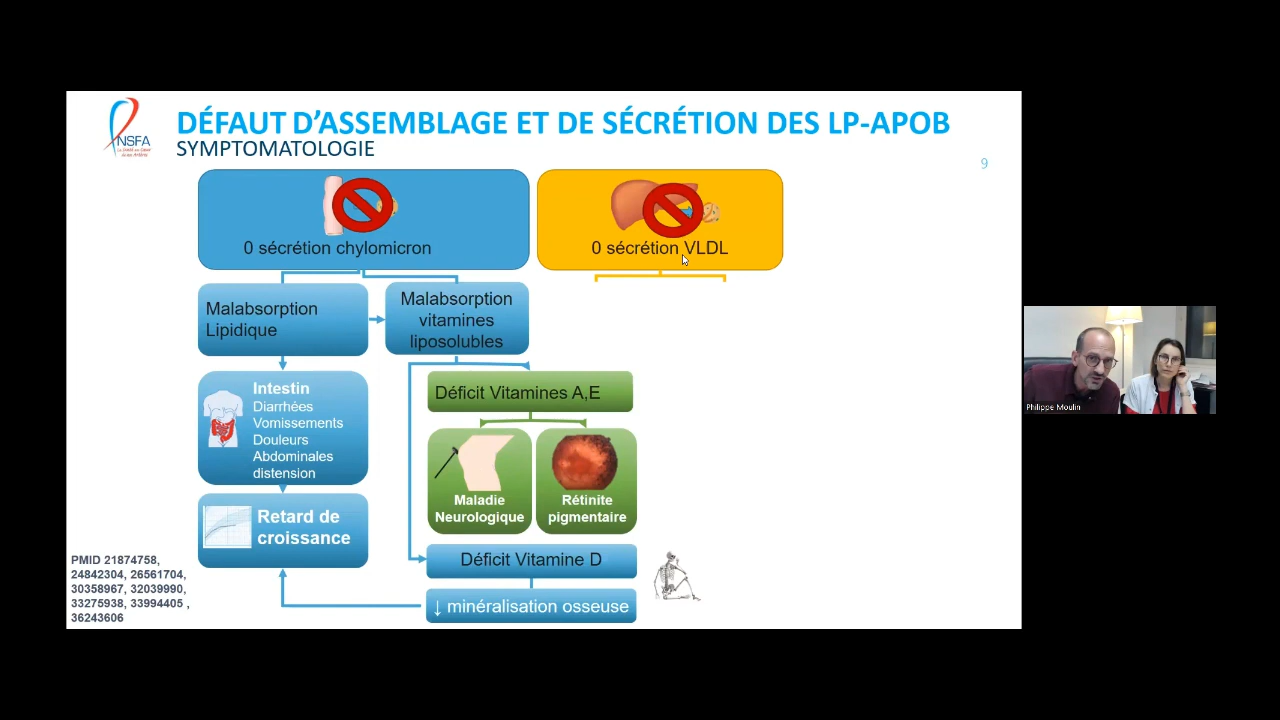 NSFA
DÉFAUT D'ASSEMBLAGE ET DE SÉCRÉTION DES LP-APOB
SYMPTOMATOLOGIE
9
0 sécrétion chylomicron
0 sécrétion VLDL
Malabsorption
Lipidique
Malabsorption
vitamines
liposolubles
Intestin
Diarrhées
Vomissements
Douleurs
Abdominales
distension
Déficit Vitamines A,E
Maladie
Neurologique
Rétinite
pigmentaire
Retard de
croissance
Déficit Vitamine D
↓ minéralisation osseuse
PMID 21874758,
24842304, 26561704,
30358967, 32039990,
33275938, 33994405 ,
36243606
Philippe Moulin